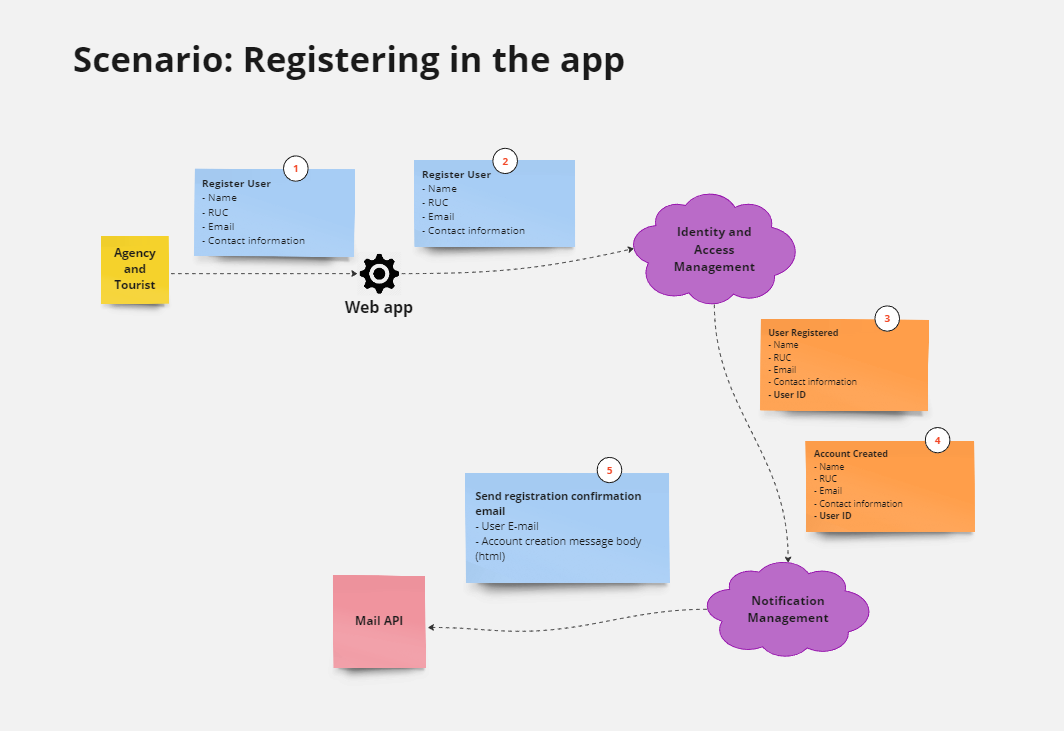 Scenario: Registering in the app
1
Register User
- Name
- RUC
- Email
- Contact information
2
Register User
- Name
- RUC
- Email
- Contact information
Agency
and
Tourist
Web app
Identity and
Access
Management
3
User Registered
- Name
- RUC
- Email
- Contact information
- User ID
4
Account Created
- Name
- RUC
- Email
- Contact information
- User ID
5
Send registration confirmation
email
- User E-mail
- Account creation message body
(html)
Mail API
Notification
Management